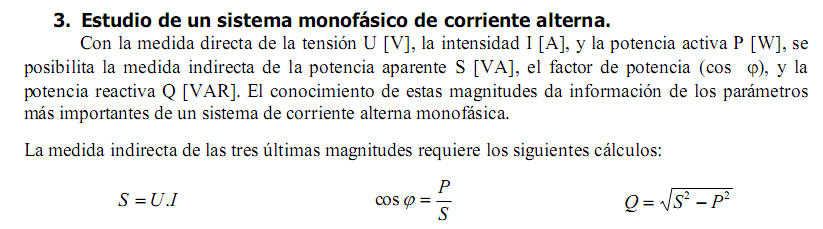 3. Estudio de un sistema monofásico de corriente alterna.
Con la medida directa de la tensión U [V], la intensidad I [A], y la potencia activa P [W], se
posibilita la medida indirecta de la potencia aparente S [VA], el factor de potencia (cos φ), y la
potencia reactiva Q [VAR]. El conocimiento de estas magnitudes da información de los parámetros
más importantes de un sistema de corriente alterna monofásica.
La medida indirecta de las tres últimas magnitudes requiere los siguientes cálculos:
S = U.I    cos φ = P/S    Q = √(S² − P²)